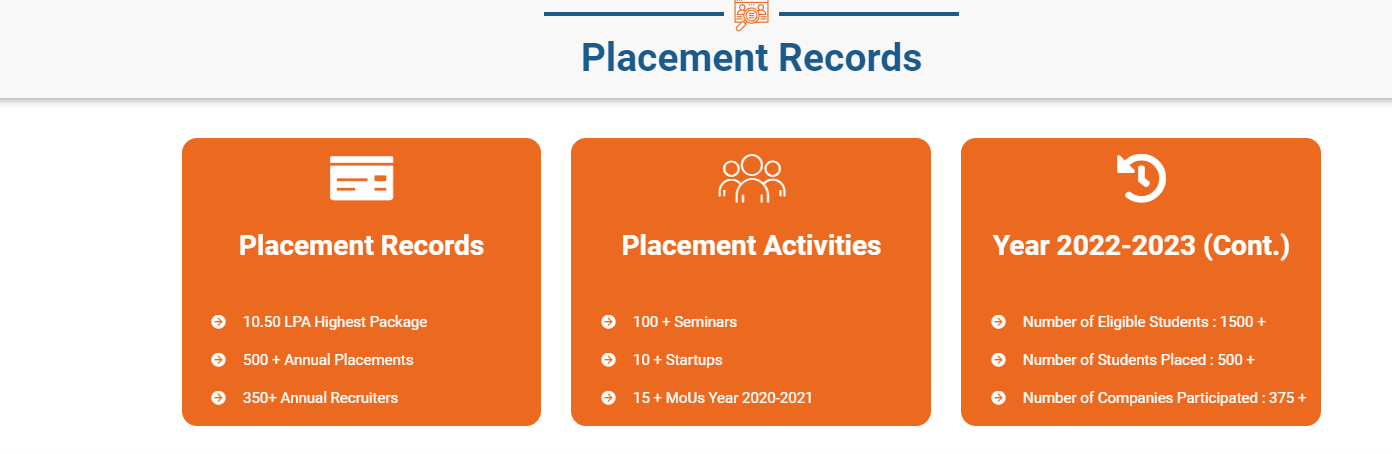 Placement Records
Placement Records
10.50 LPA Highest Package
500 + Annual Placements
350+ Annual Recruiters
Placement Activities
100 + Seminars
10 + Startups
15 + MoUs Year 2020-2021
Year 2022-2023 (Cont.)
Number of Eligible Students : 1500 +
Number of Students Placed : 500 +
Number of Companies Participated : 375 +